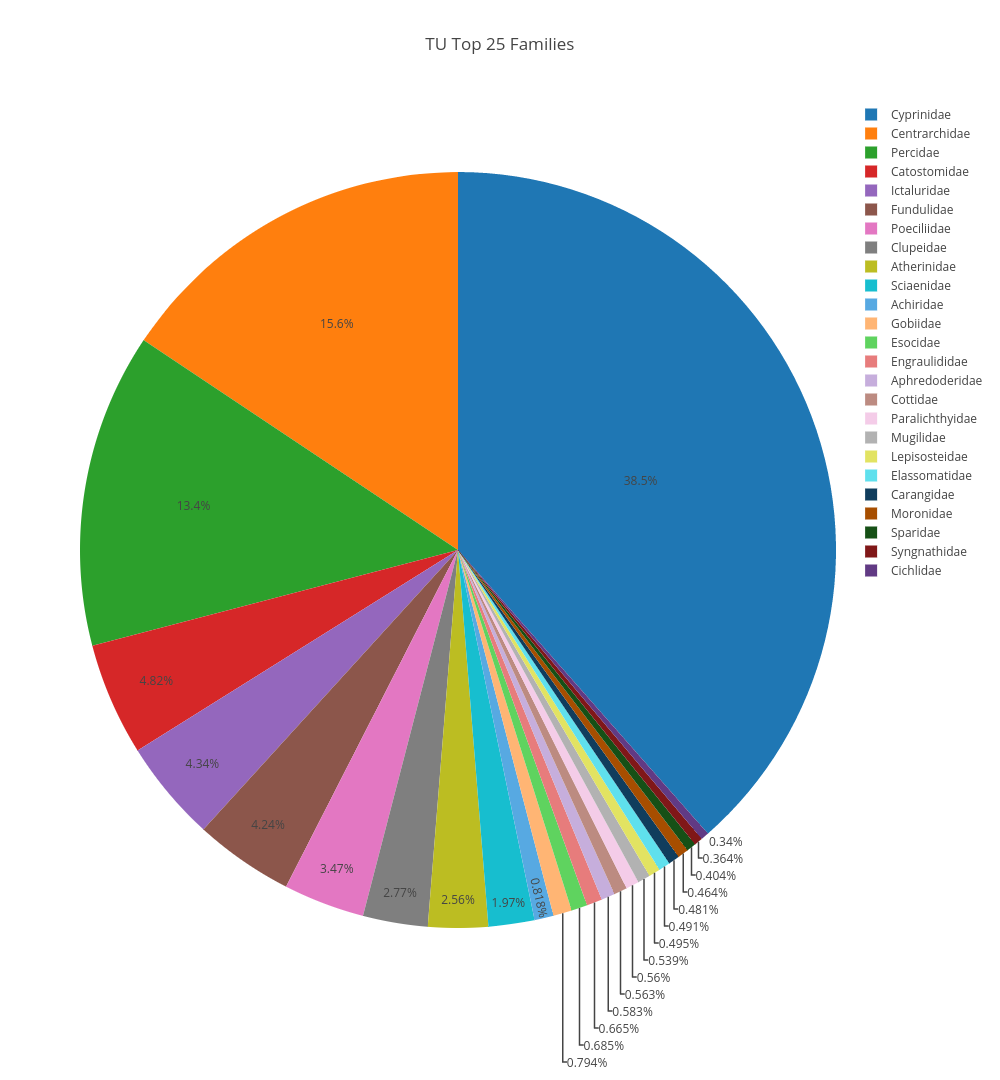 TU Top 25 Families
Cyprinidae
Centrarchidae
Percidae
Catostomidae
Ictaluridae
Fundulidae
Poeciliidae
Clupeidae
Atherinidae
Sciaenidae
Achiridae
Gobiidae
Esocidae
Engraulididae
Aphredoderidae
Cottidae
Paralichthyidae
Mugilidae
Lepisosteidae
Elassomatidae
Carangidae
Moronidae
Sparidae
Syngnathidae
Cichlidae
38.5%
15.6%
13.4%
4.82%
4.34%
4.24%
3.47%
2.77%
2.56%
1.97%
0.818%
0.34%
0.364%
0.404%
0.464%
0.481%
0.491%
0.495%
0.539%
0.56%
0.563%
0.583%
0.665%
0.685%
0.794%